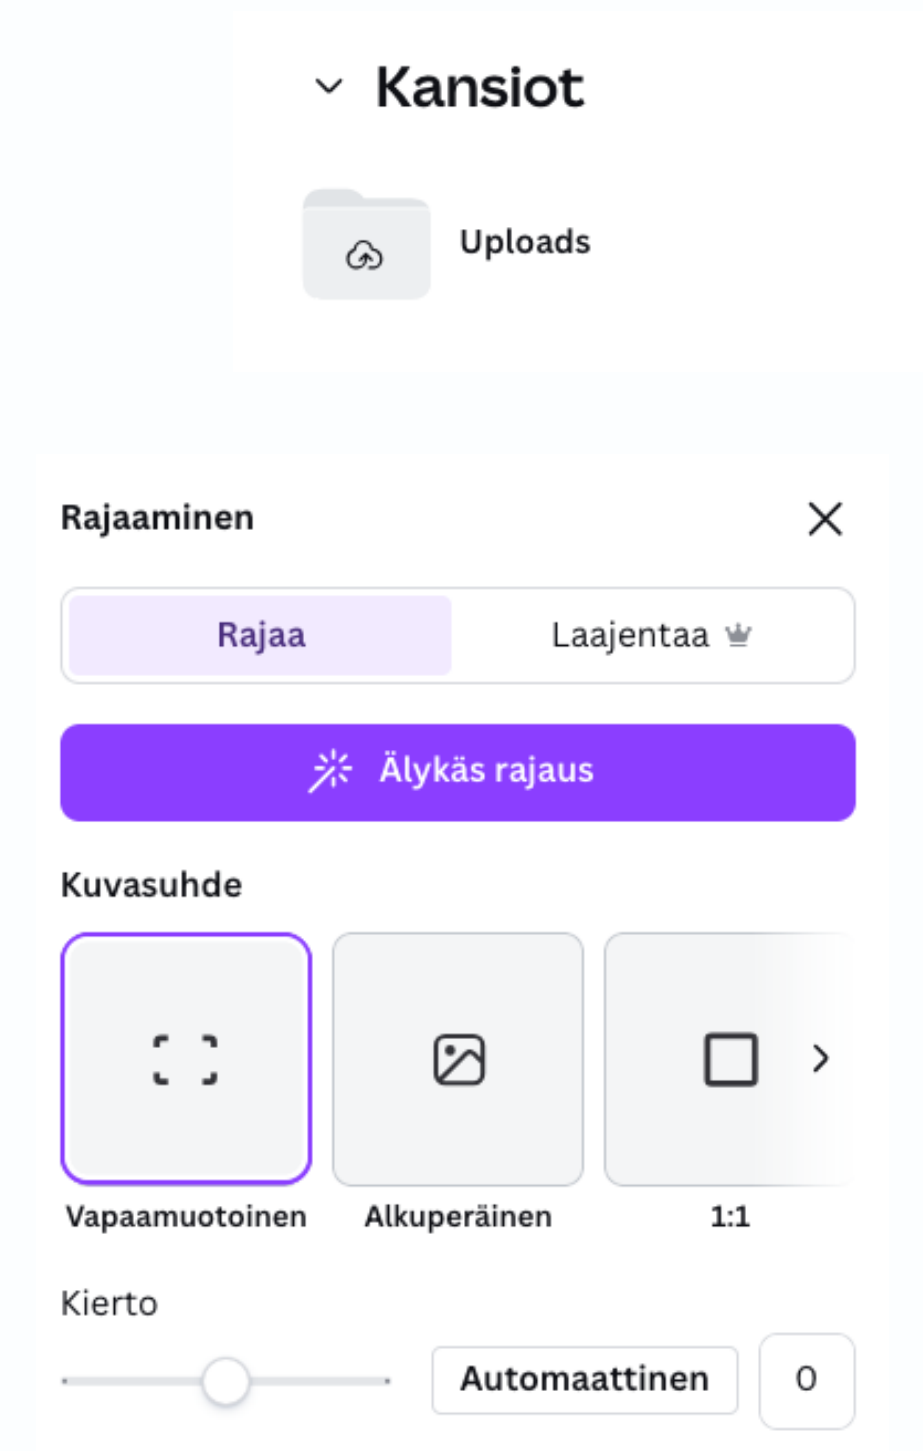 Kansiot
Uploads
Rajaaminen
Rajaa
Laajentaa
Älykäs rajaus
Kuvasuhde
Vapaamuotoinen
Alkuperäinen
1:1
Kierto
Automaattinen
0